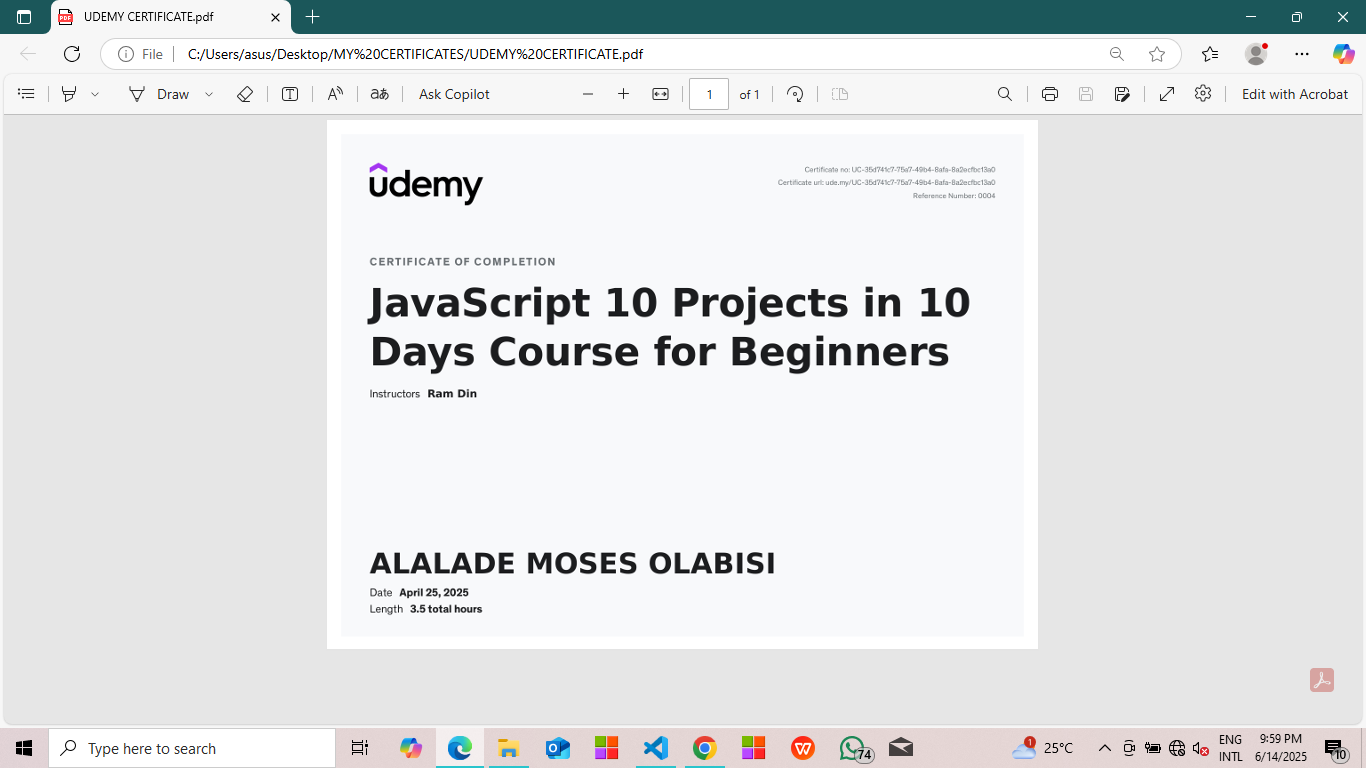 UDEMY CERTIFICATE.pdf
File
C:/Users/asus/Desktop/MY%20CERTIFICATES/UDEMY%20CERTIFICATE.pdf
Draw
Ask Copilot
1
of 1
Edit with Acrobat
udemy
Certificate no: UC-35d741c7-75a7-49b4-8afa-8a2ecfbc13a0
Certificate url: ude.my/UC-35d741c7-75a7-49b4-8afa-8a2ecfbc13a0
Reference Number: 0004
CERTIFICATE OF COMPLETION
JavaScript 10 Projects in 10
Days Course for Beginners
Instructors Ram Din
ALALADE MOSES OLABISI
Date April 25, 2025
Length 3.5 total hours
Type here to search
74
1
25°C
ENG
INTL
9:59 PM
6/14/2025
10